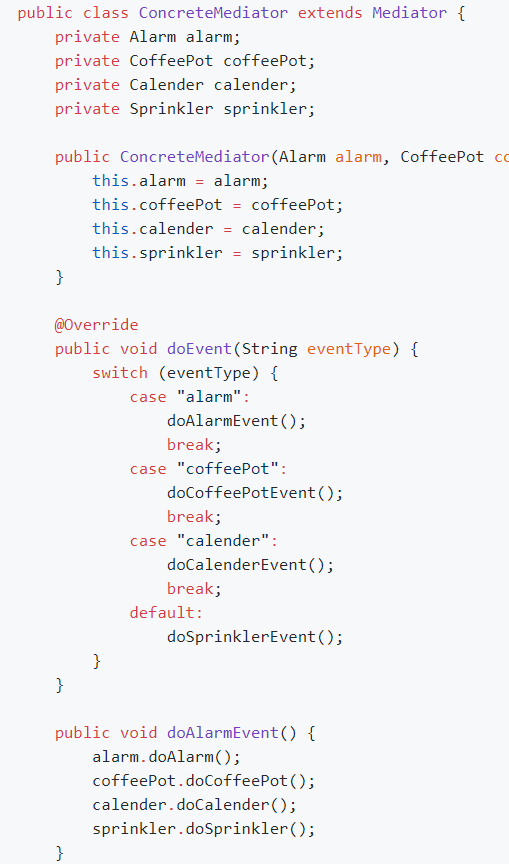 public class ConcreteMediator extends Mediator {
    private Alarm alarm;
    private CoffeePot coffeePot;
    private Calender calender;
    private Sprinkler sprinkler;

    public ConcreteMediator(Alarm alarm, CoffeePot co
        this.alarm = alarm;
        this.coffeePot = coffeePot;
        this.calender = calender;
        this.sprinkler = sprinkler;
    }

    @Override
    public void doEvent(String eventType) {
        switch (eventType) {
            case "alarm":
                doAlarmEvent();
                break;
            case "coffeePot":
                doCoffeePotEvent();
                break;
            case "calender":
                doCalenderEvent();
                break;
            default:
                doSprinklerEvent();
        }
    }

    public void doAlarmEvent() {
        alarm.doAlarm();
        coffeePot.doCoffeePot();
        calender.doCalender();
        sprinkler.doSprinkler();
    }